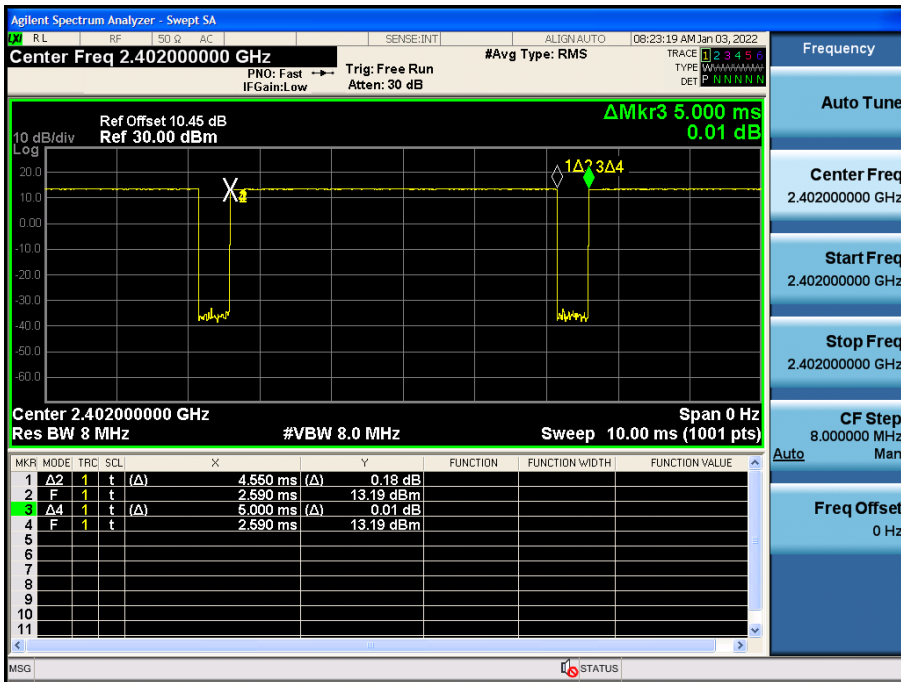 Agilent Spectrum Analyzer - Swept SA
LXI RL RF 50 Ω AC SENSE:INT ALIGNAUTO 08:23:19 AM Jan 03, 2022
Center Freq 2.402000000 GHz #Avg Type: RMS TRACE 1 2 3 4 5 6
PNO: Fast Trig: Free Run TYPE WWWWWW
IFGain:Low Atten: 30 dB DET P N N N N N
Frequency
Auto Tune
ΔMkr3 5.000 ms
0.01 dB
Ref Offset 10.45 dB
10 dB/div Ref 30.00 dBm
Log
20.0
10.0
0.00
-10.0
-20.0
-30.0
-40.0
-50.0
-60.0
1Δ2 3Δ4
Center Freq
2.402000000 GHz
Start Freq
2.402000000 GHz
Stop Freq
2.402000000 GHz
Center 2.402000000 GHz Span 0 Hz
Res BW 8 MHz #VBW 8.0 MHz Sweep 10.00 ms (1001 pts)
CF Step
8.000000 MHz
Auto Man
MKR MODE TRC SCL X Y FUNCTION FUNCTION WIDTH FUNCTION VALUE
1 Δ2 1 t (Δ) 4.550 ms (Δ) 0.18 dB
2 F 1 t 2.590 ms 13.19 dBm
3 Δ4 1 t (Δ) 5.000 ms (Δ) 0.01 dB
4 F 1 t 2.590 ms 13.19 dBm
5
6
7
8
9
10
11
Freq Offset
0 Hz
MSG STATUS